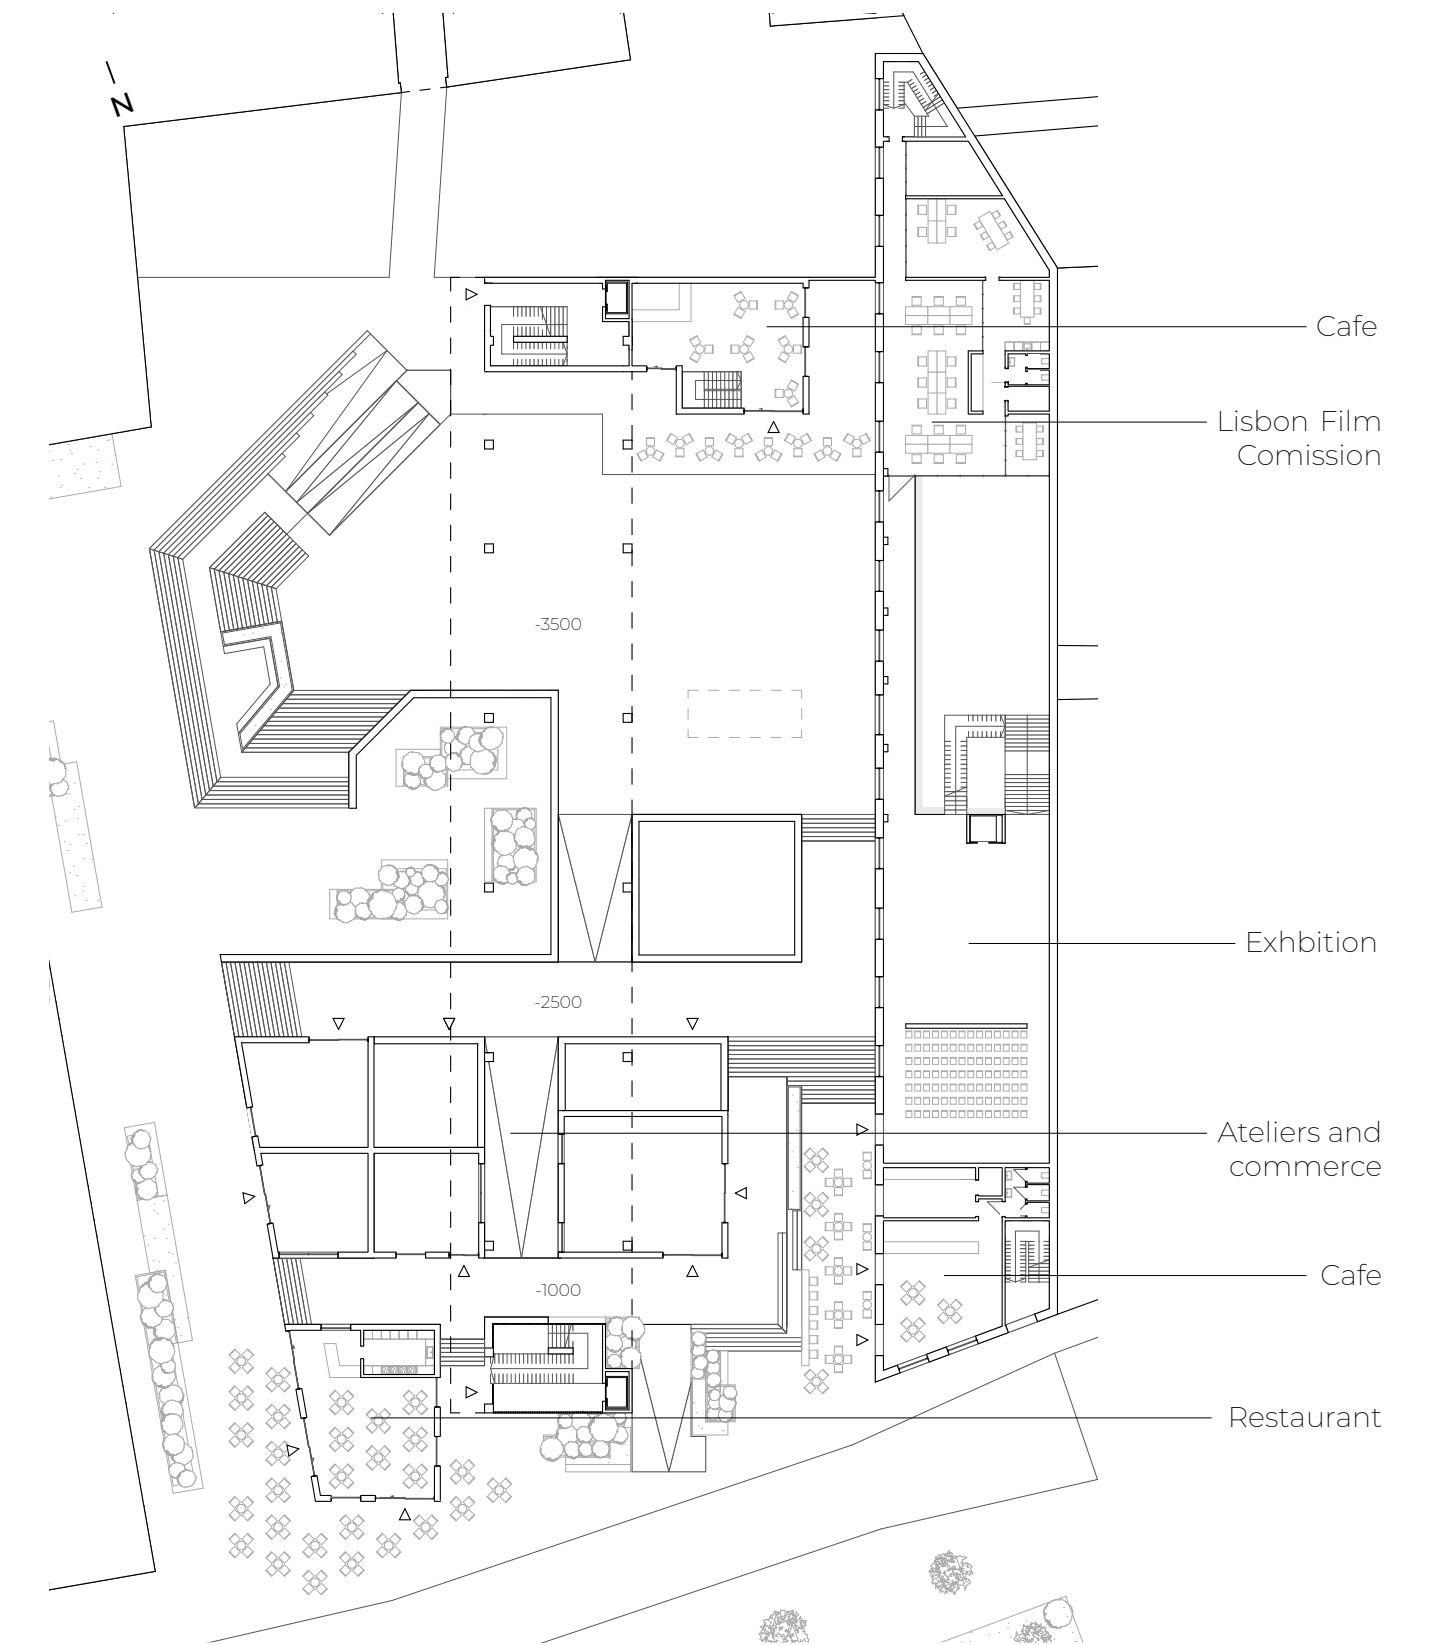 N
Cafe
Lisbon Film
Comission
-3500
Exhbition
-2500
Ateliers and
commerce
Cafe
-1000
Restaurant